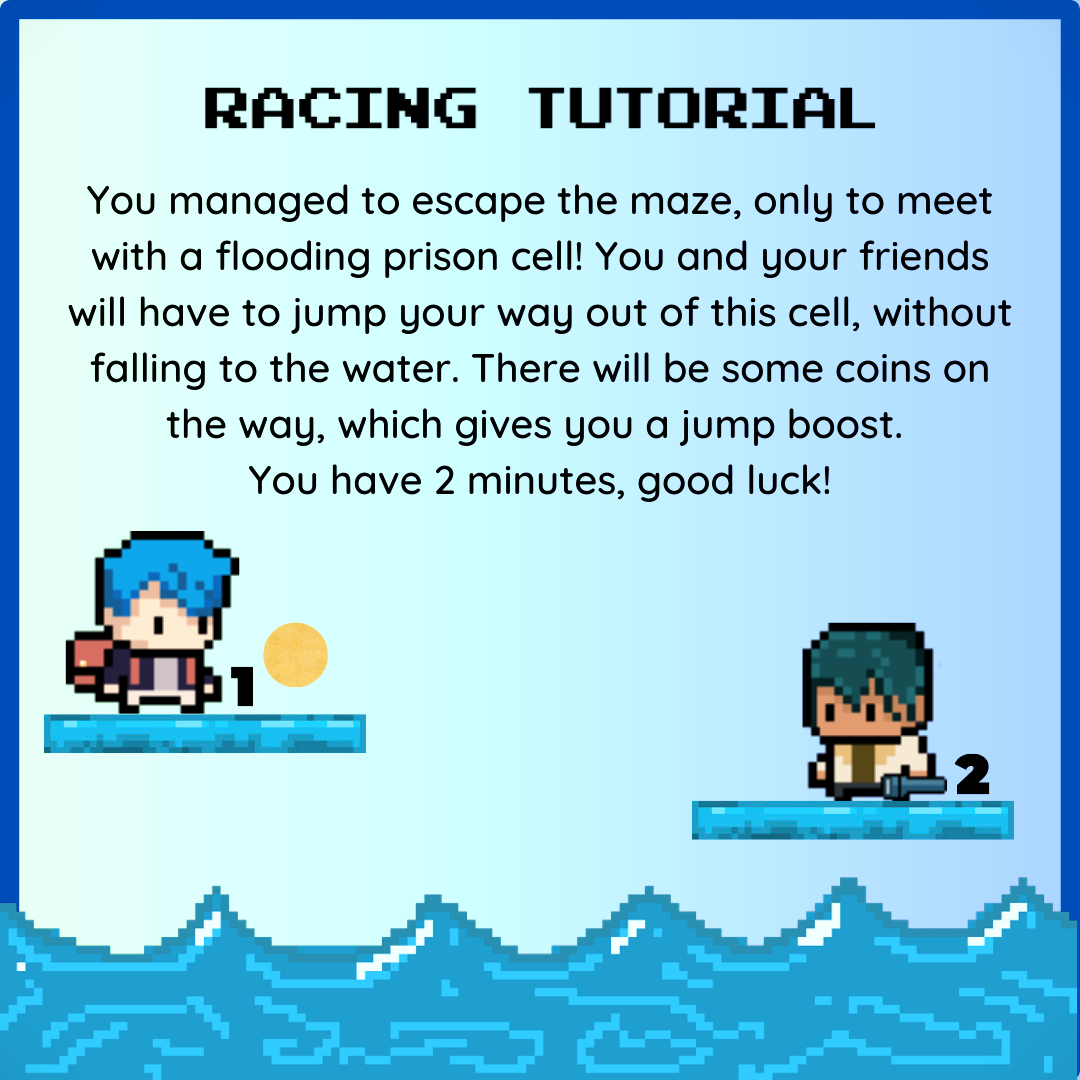 RACING TUTORIAL
You managed to escape the maze, only to meet
with a flooding prison cell! You and your friends
will have to jump your way out of this cell, without
falling to the water. There will be some coins on
the way, which gives you a jump boost.
You have 2 minutes, good luck!
1
2